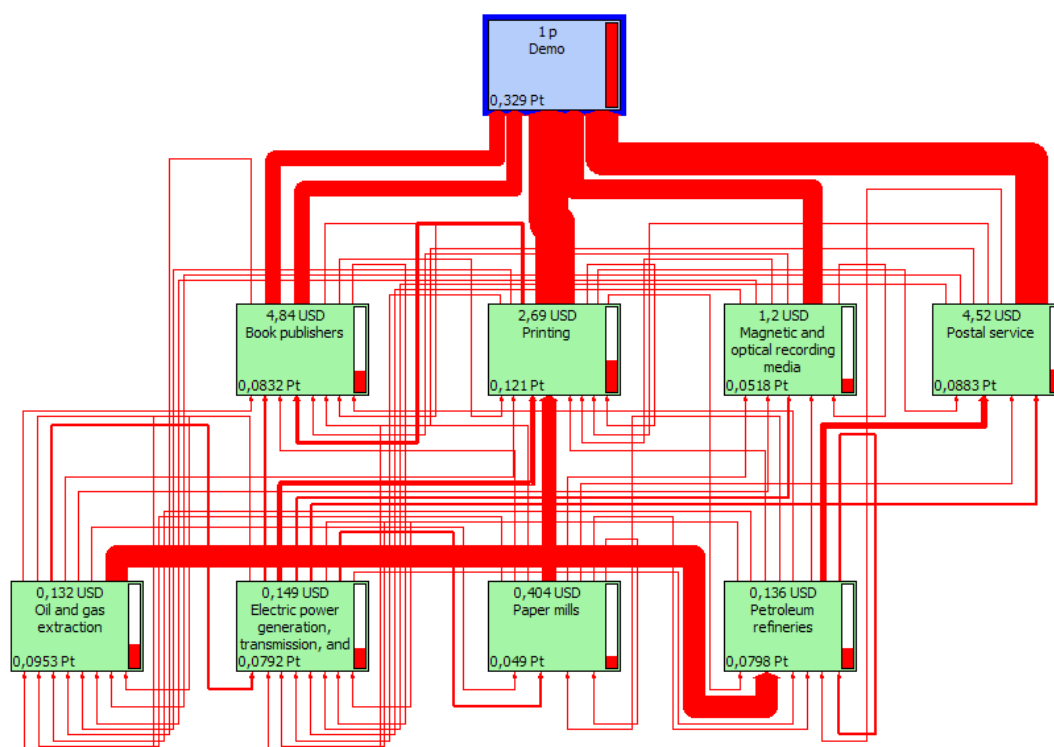 1 p
Demo
0,329 Pt
4,84 USD
Book publishers
0,0832 Pt
2,69 USD
Printing
0,121 Pt
1,2 USD
Magnetic and
optical recording
media
0,0518 Pt
4,52 USD
Postal service
0,0883 Pt
0,132 USD
Oil and gas
extraction
0,0953 Pt
0,149 USD
Electric power
generation,
transmission, and
0,0792 Pt
0,404 USD
Paper mills
0,049 Pt
0,136 USD
Petroleum
refineries
0,0798 Pt